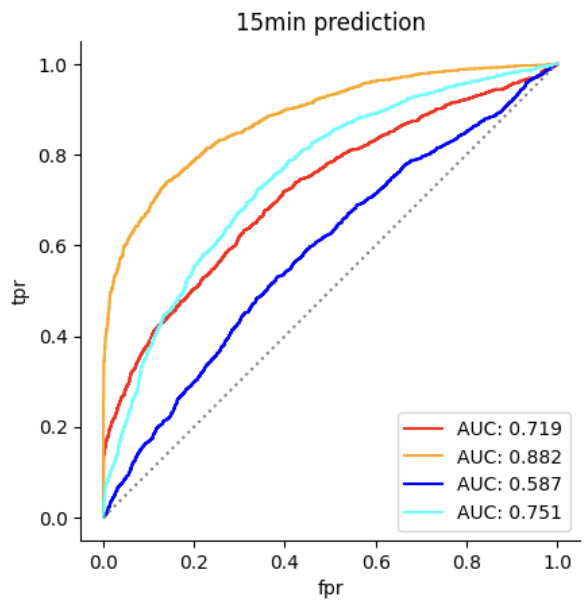 15min prediction
1.0
0.8
0.6
0.4
0.2
0.0
tpr
0.0 0.2 0.4 0.6 0.8 1.0
fpr
AUC: 0.719
AUC: 0.882
AUC: 0.587
AUC: 0.751